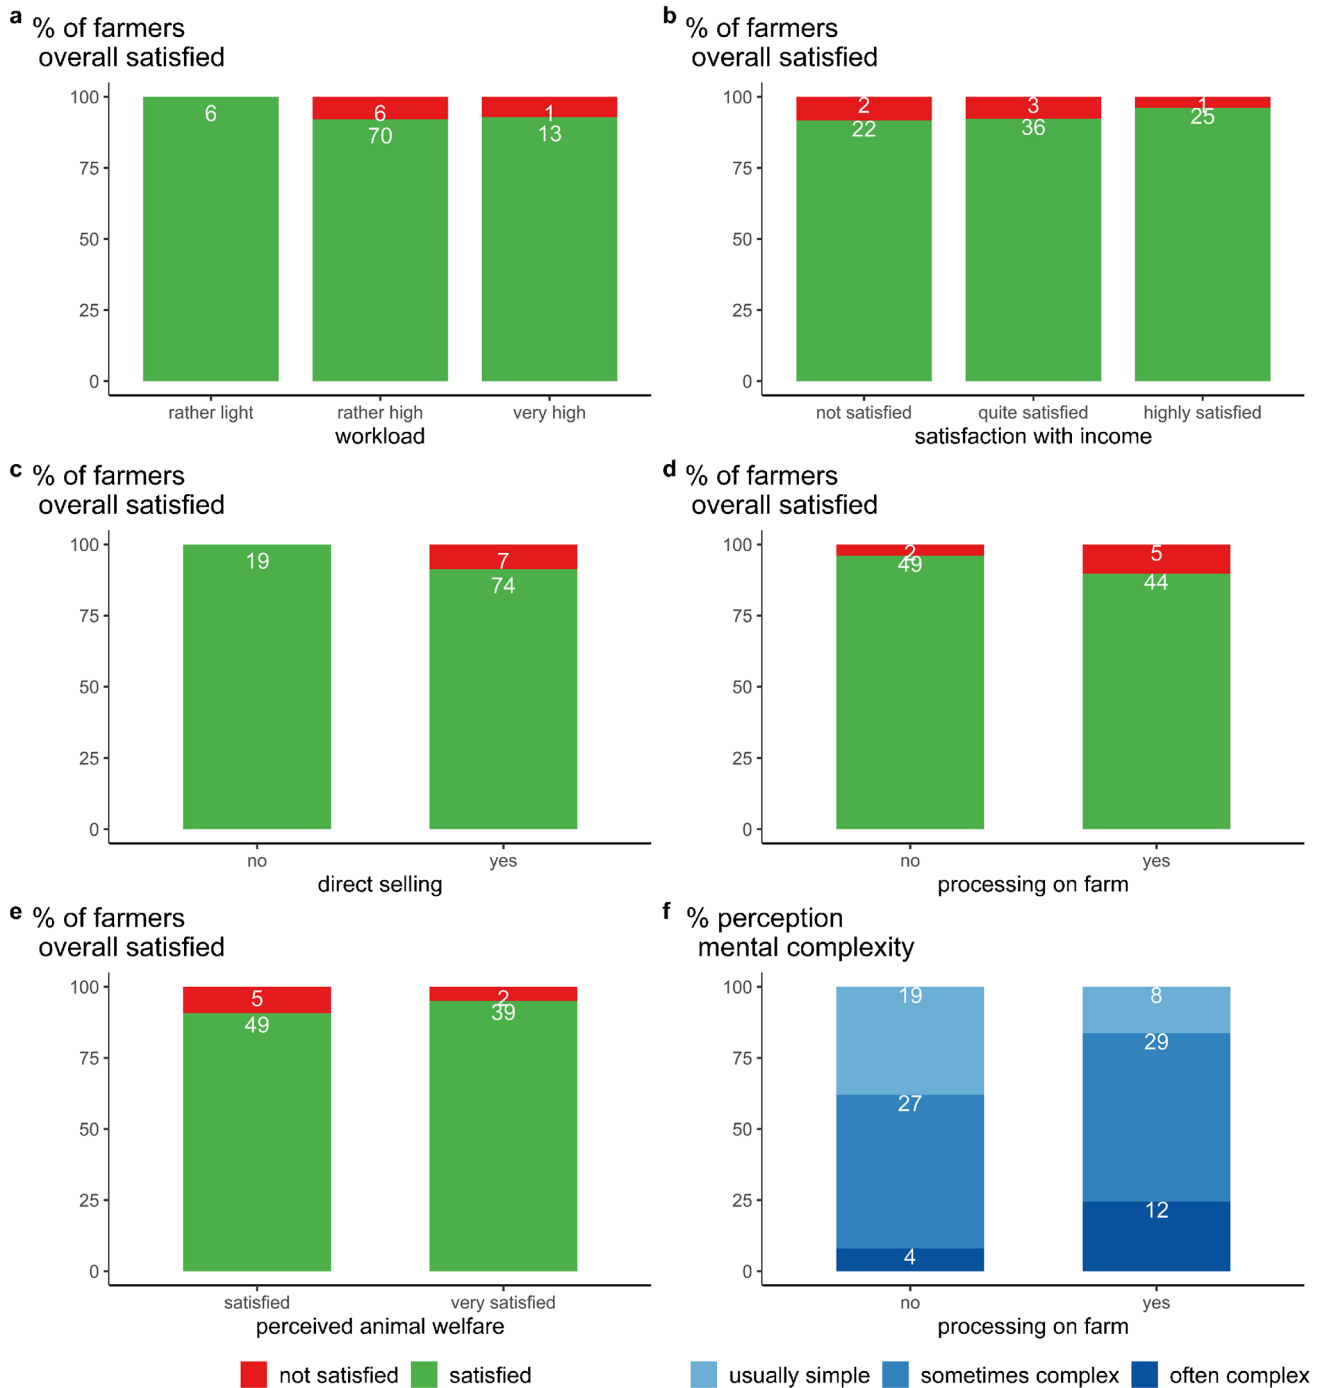 a % of farmers
overall satisfied
100
75
50
25
0
6
6
70
1
13
rather light rather high very high
workload
b % of farmers
overall satisfied
100
75
50
25
0
2
22
3
36
1
25
not satisfied quite satisfied highly satisfied
satisfaction with income
c % of farmers
overall satisfied
100
75
50
25
0
19
7
74
no yes
direct selling
d % of farmers
overall satisfied
100
75
50
25
0
2
49
5
44
no yes
processing on farm
e % of farmers
overall satisfied
100
75
50
25
0
5
49
2
39
satisfied very satisfied
perceived animal welfare
f % perception
mental complexity
100
75
50
25
0
19
27
4
8
29
12
no yes
processing on farm
not satisfied satisfied
usually simple sometimes complex often complex